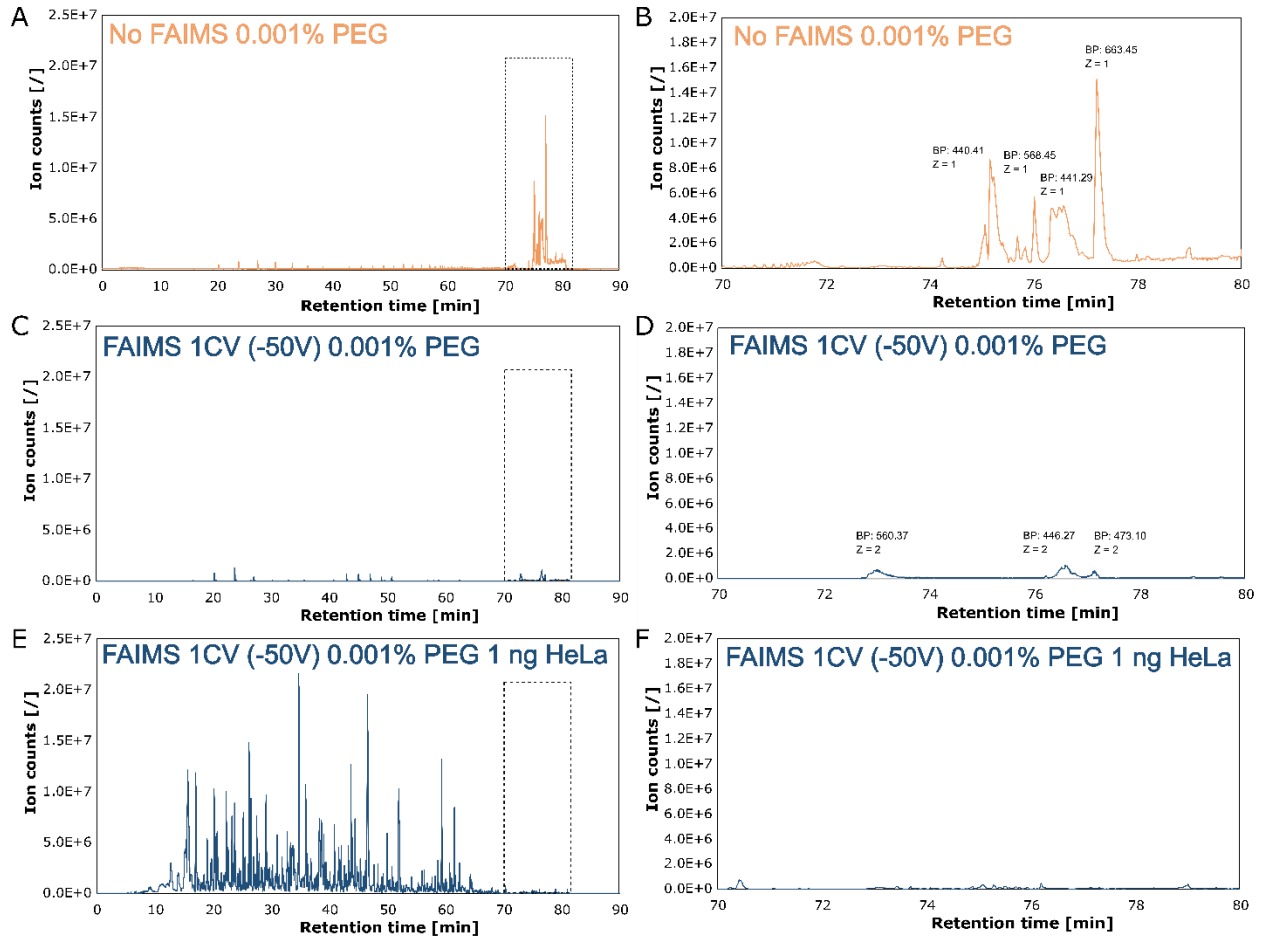 A
No FAIMS 0.001% PEG
Ion counts [/]
2.5E+7
2.0E+7
1.5E+7
1.0E+7
5.0E+6
0.0E+0
0 10 20 30 40 50 60 70 80 90
Retention time [min]
B
No FAIMS 0.001% PEG
Ion counts [/]
2.0E+7
1.8E+7
1.6E+7
1.4E+7
1.2E+7
1.0E+7
8.0E+6
6.0E+6
4.0E+6
2.0E+6
0.0E+0
BP: 440.41
Z = 1
BP: 568.45
Z = 1
BP: 441.29
Z = 1
BP: 663.45
Z = 1
70 72 74 76 78 80
Retention time [min]
C
FAIMS 1CV (-50V) 0.001% PEG
Ion counts [/]
2.5E+7
2.0E+7
1.5E+7
1.0E+7
5.0E+6
0.0E+0
0 10 20 30 40 50 60 70 80 90
Retention time [min]
D
FAIMS 1CV (-50V) 0.001% PEG
Ion counts [/]
2.0E+7
1.8E+7
1.6E+7
1.4E+7
1.2E+7
1.0E+7
8.0E+6
6.0E+6
4.0E+6
2.0E+6
0.0E+0
BP: 560.37
Z = 2
BP: 446.27
Z = 2
BP: 473.10
Z = 2
70 72 74 76 78 80
Retention time [min]
E
FAIMS 1CV (-50V) 0.001% PEG 1 ng HeLa
Ion counts [/]
2.5E+7
2.0E+7
1.5E+7
1.0E+7
5.0E+6
0.0E+0
0 10 20 30 40 50 60 70 80 90
Retention time [min]
F
FAIMS 1CV (-50V) 0.001% PEG 1 ng HeLa
Ion counts [/]
2.0E+7
1.8E+7
1.6E+7
1.4E+7
1.2E+7
1.0E+7
8.0E+6
6.0E+6
4.0E+6
2.0E+6
0.0E+0
70 72 74 76 78 80
Retention time [min]